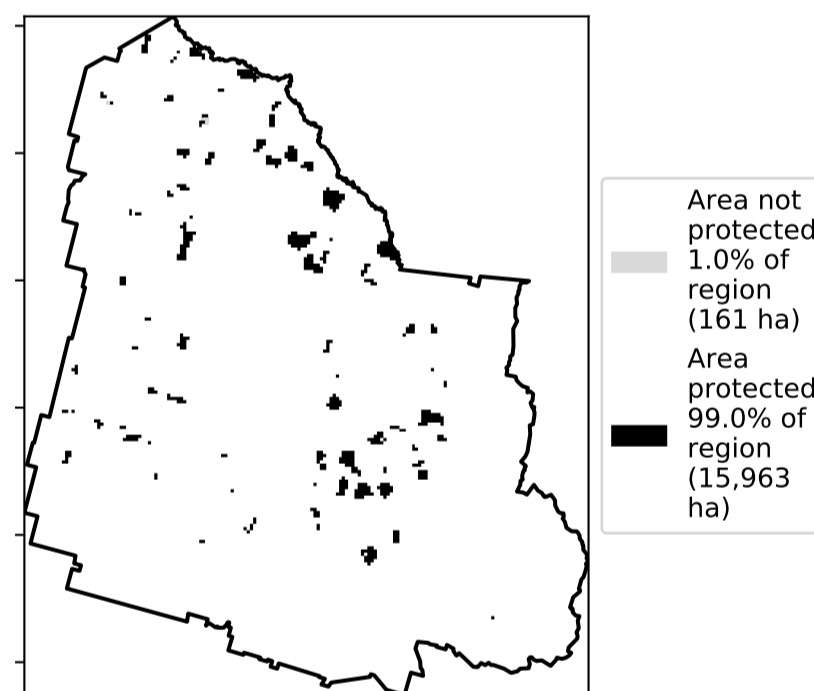 Area not
protected
1.0% of
region
(161 ha)
Area
protected
99.0% of
region
(15,963
ha)